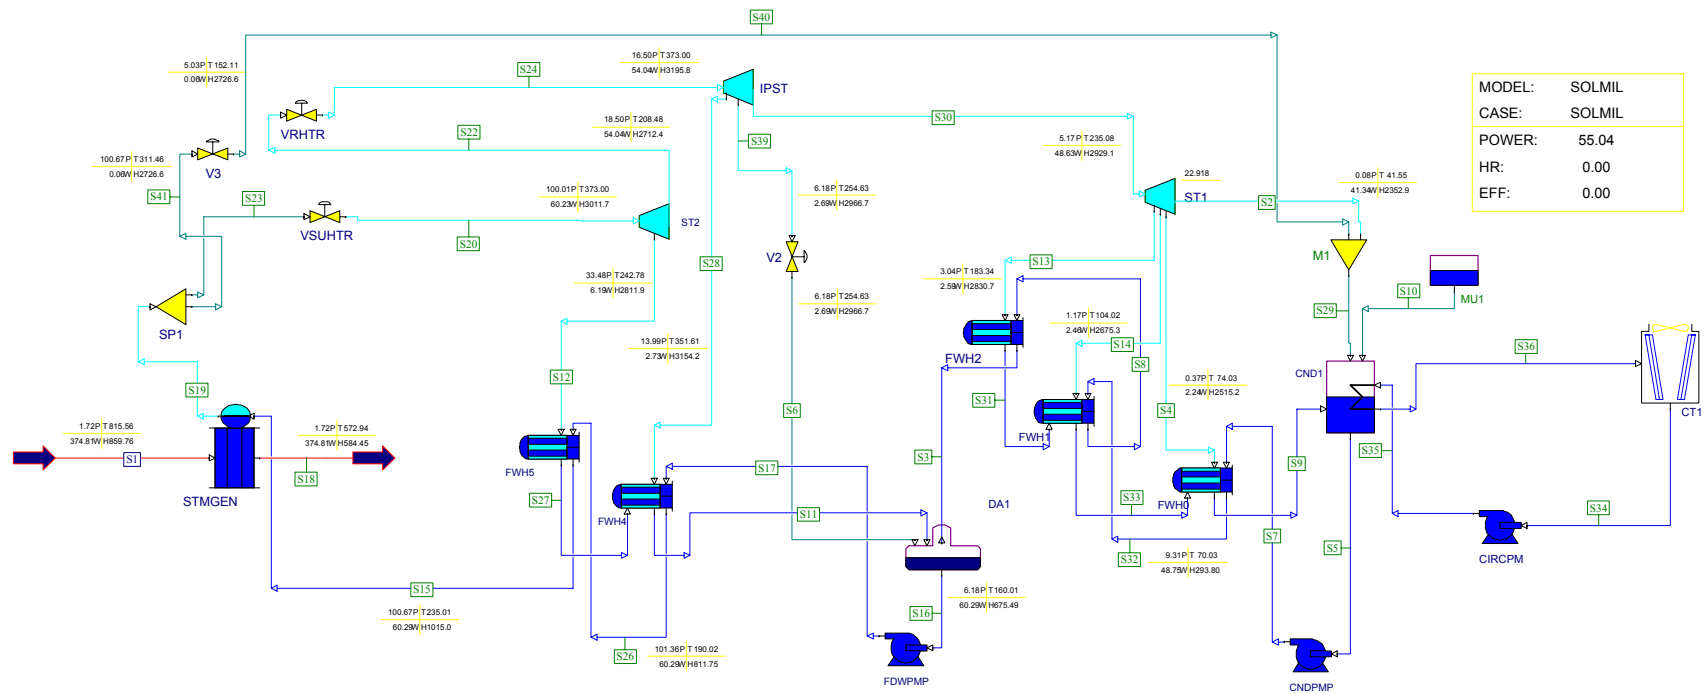 S40
5.03P T 152.11
0.06W H2726.6
S24
16.50P T 373.00
54.04W H3195.8
IPST
MODEL: SOLMIL
CASE: SOLMIL
POWER: 55.04
HR: 0.00
EFF: 0.00
VRHTR
S22
18.50P T 208.48
54.04W H2712.4
S39
S30
5.17P T 235.08
48.63W H2929.1
100.67P T 311.46
0.06W H2726.6
V3
S41
S23
VSUHTR
100.01P T 373.00
60.23W H3011.7
S20
ST2
6.18P T 254.63
2.69W H2966.7
22.918
ST1
0.08P T 41.55
41.34W H2352.9
S2
V2
S28
S13
M1
33.48P T 242.78
6.19W H2811.9
3.04P T 183.34
2.59W H2830.7
S10
MU1
S29
6.18P T 254.63
2.69W H2966.7
SP1
1.17P T 104.02
2.46W H2675.3
13.99P T 351.61
2.73W H3154.2
FWH2
S14
S8
S36
CND1
S12
S19
S31
0.37P T 74.03
2.24W H2515.2
S6
S4
CT1
1.72P T 815.56
374.81W H859.76
1.72P T 572.94
374.81W H584.45
S1
S18
STMGEN
FWH5
FWH1
S35
S3
S17
S9
S27
FWH4
S11
DA1
S33
FWH0
S34
S7
S5
S32
CIRCPM
9.31P T 70.03
48.75W H293.80
S15
100.67P T 235.01
60.29W H1015.0
6.18P T 160.01
60.29W H675.49
S16
S26
101.36P T 190.02
60.29W H811.75
FDWPMP
CNDPMP